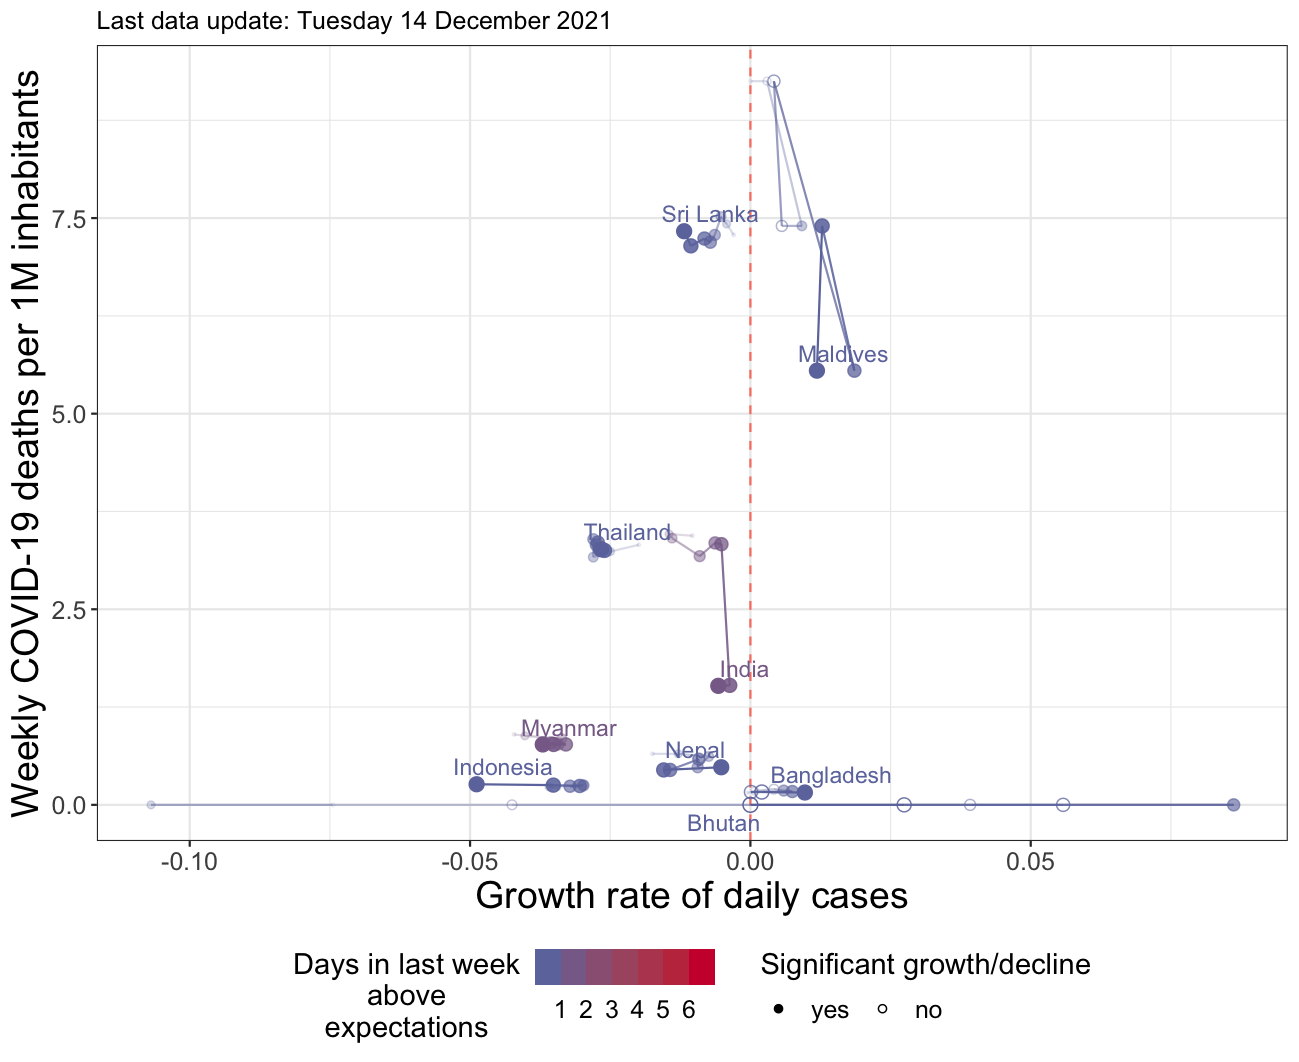 Last data update: Tuesday 14 December 2021
Weekly COVID-19 deaths per 1M inhabitants
7.5
5.0
2.5
0.0
Sri Lanka
Maldives
Thailand
India
Myanmar
Nepal
Indonesia
Bangladesh
Bhutan
-0.10 -0.05 0.00 0.05
Growth rate of daily cases
Days in last week
above
expectations
1 2 3 4 5 6
Significant growth/decline
yes no